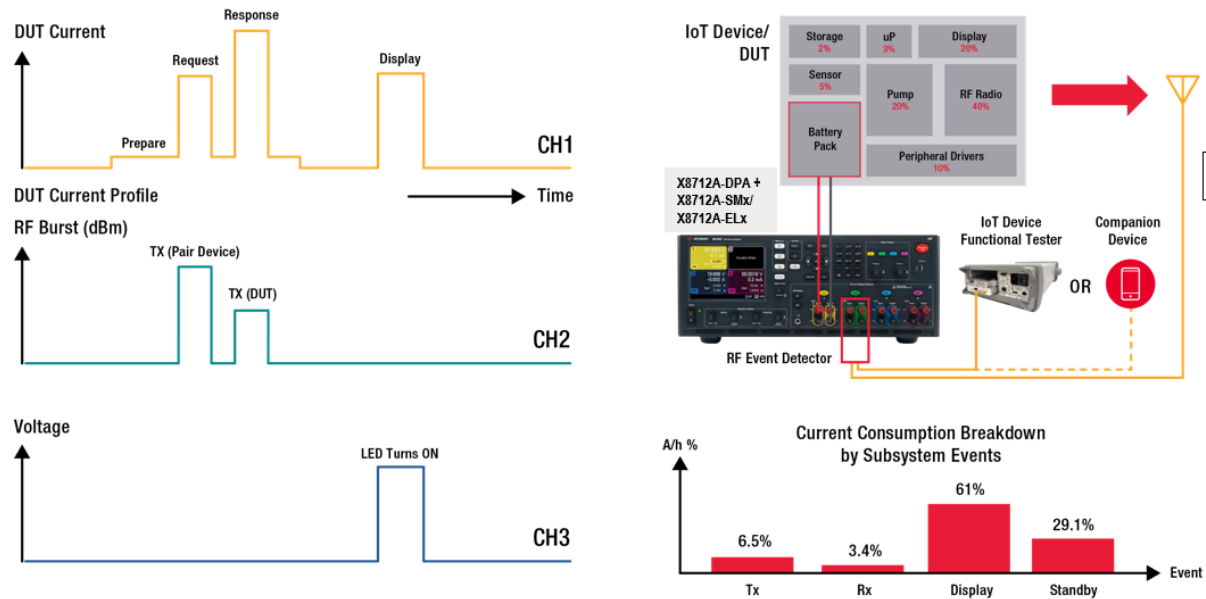 DUT Current
Response
Request
Display
Prepare
CH1
DUT Current Profile
Time
RF Burst (dBm)
TX (Pair Device)
TX (DUT)
CH2
Voltage
LED Turns ON
CH3
IoT Device/
DUT
Storage
2%
uP
3%
Display
20%
Sensor
5%
Pump
20%
RF Radio
40%
Battery
Pack
Peripheral Drivers
10%
X8712A-DPA +
X8712A-SMx/
X8712A-ELx
IoT Device
Functional Tester
OR
Companion
Device
RF Event Detector
Current Consumption Breakdown
by Subsystem Events
A/h %
6.5%
3.4%
61%
29.1%
Tx
Rx
Display
Standby
Event